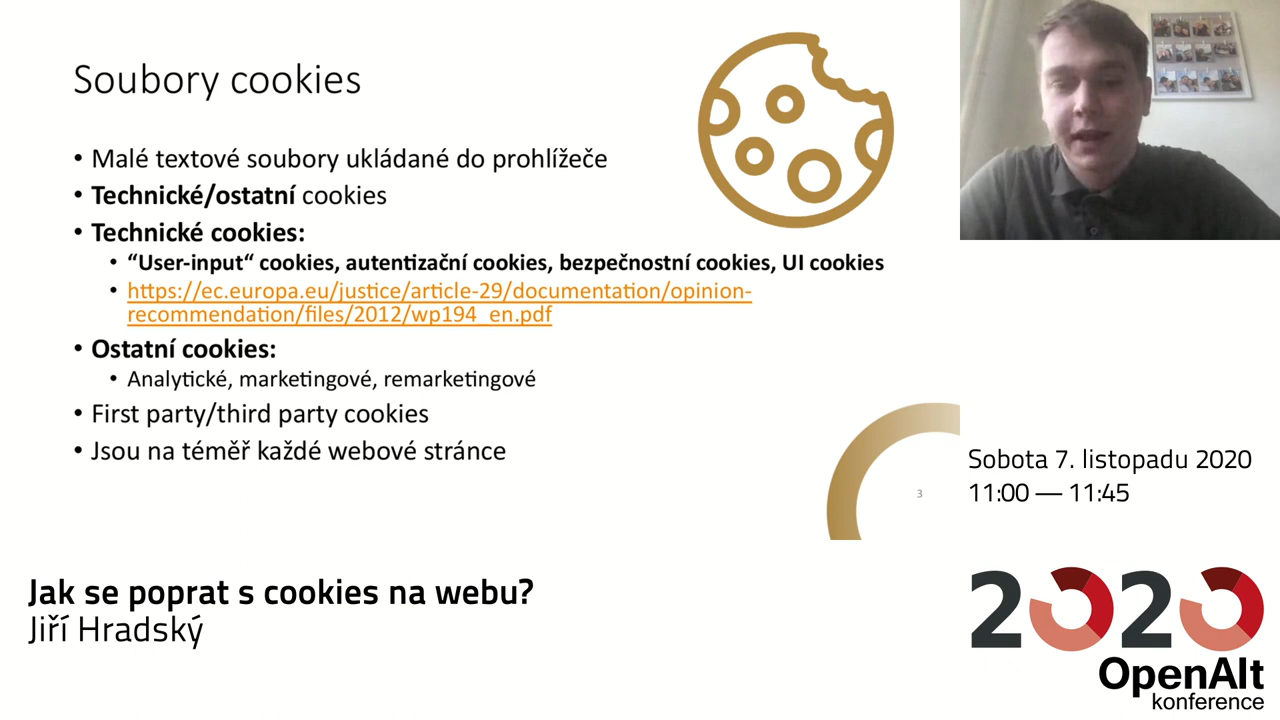 Soubory cookies
• Malé textové soubory ukládané do prohlížeče
• Technické/ostatní cookies
• Technické cookies:
• “User-input“ cookies, autentizační cookies, bezpečnostní cookies, UI cookies
• https://ec.europa.eu/justice/article-29/documentation/opinion-
recommendation/files/2012/wp194_en.pdf
• Ostatní cookies:
• Analytické, marketingové, remarketingové
• First party/third party cookies
• Jsou na téměř každé webové stránce
3
Sobota 7. listopadu 2020
11:00 — 11:45
Jak se poprat s cookies na webu?
Jiří Hradský
2020
OpenAlt
konference